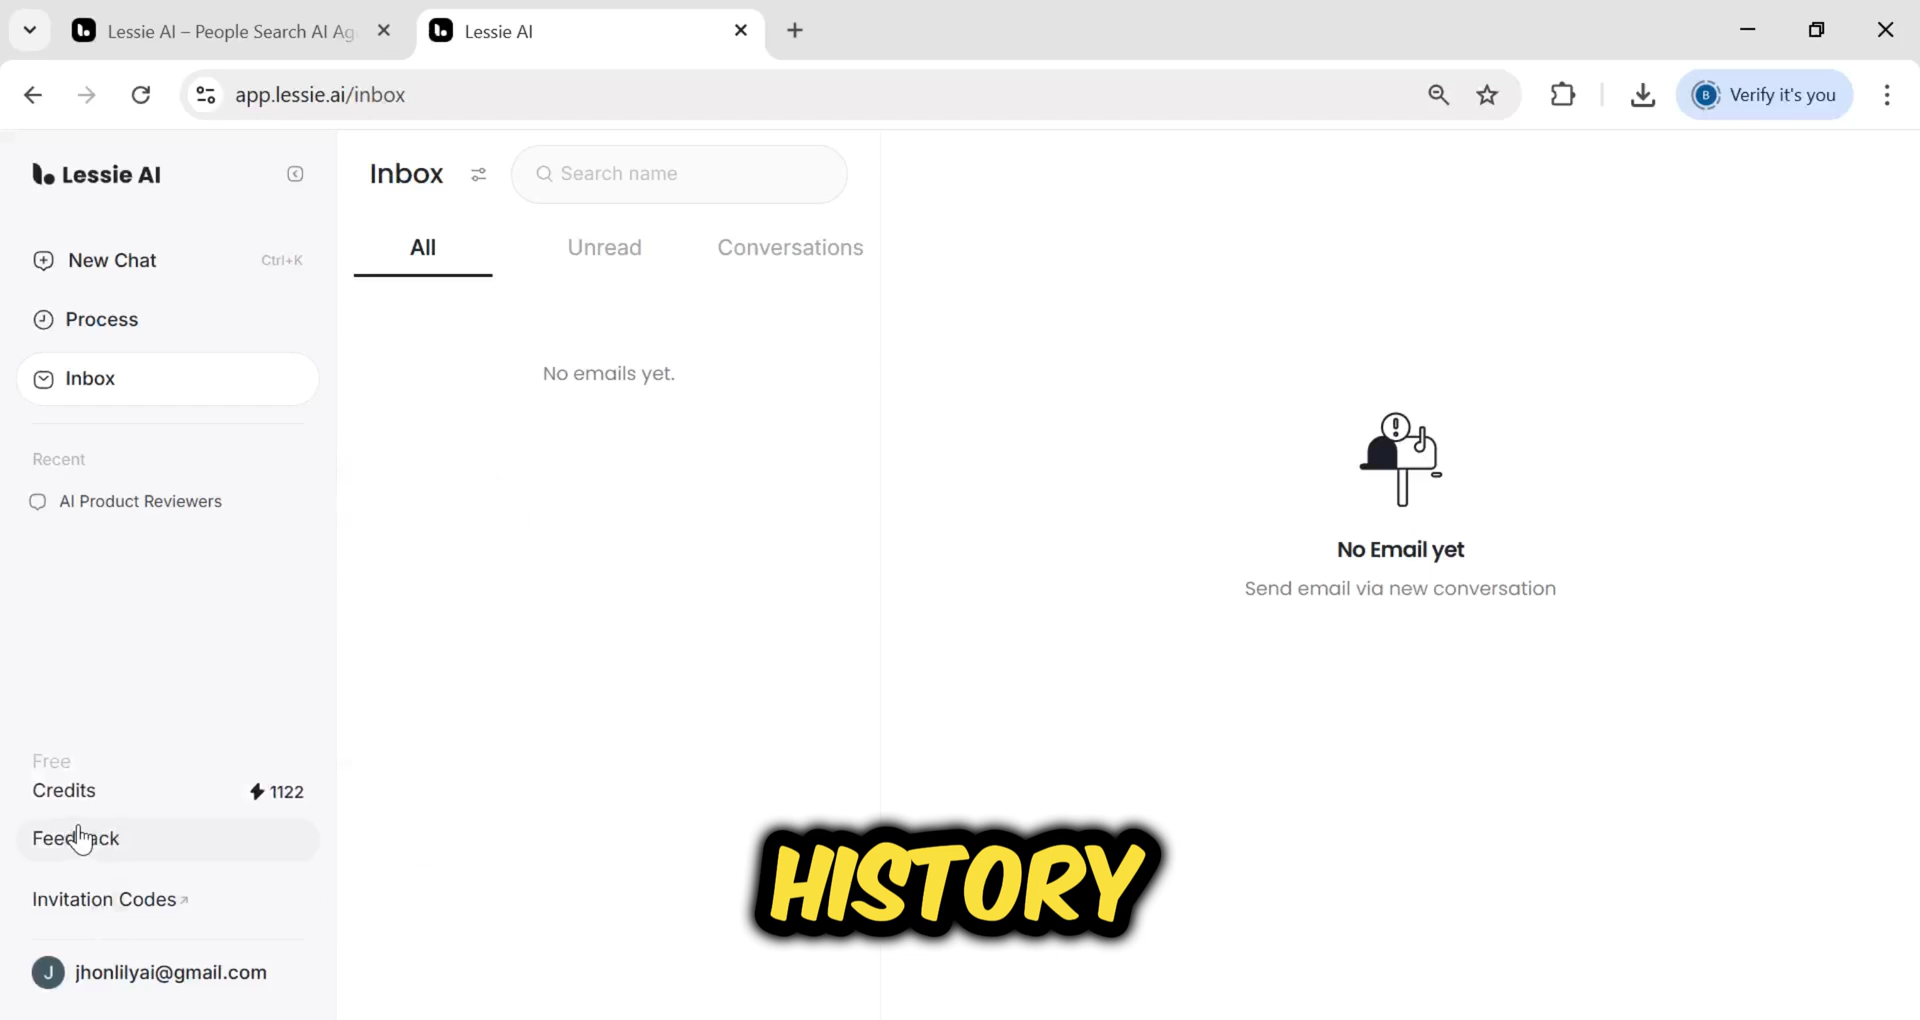 Lessie AI – People Search AI Ag
Lessie AI
app.lessie.ai/inbox
B
Verify it's you
Lessie AI
New Chat
Ctrl+K
Process
Inbox
Recent
AI Product Reviewers
Free
Credits
1122
Feedback
Invitation Codes
J
jhonlilyai@gmail.com
Inbox
Search name
All
Unread
Conversations
No emails yet.
No Email yet
Send email via new conversation
HISTORY